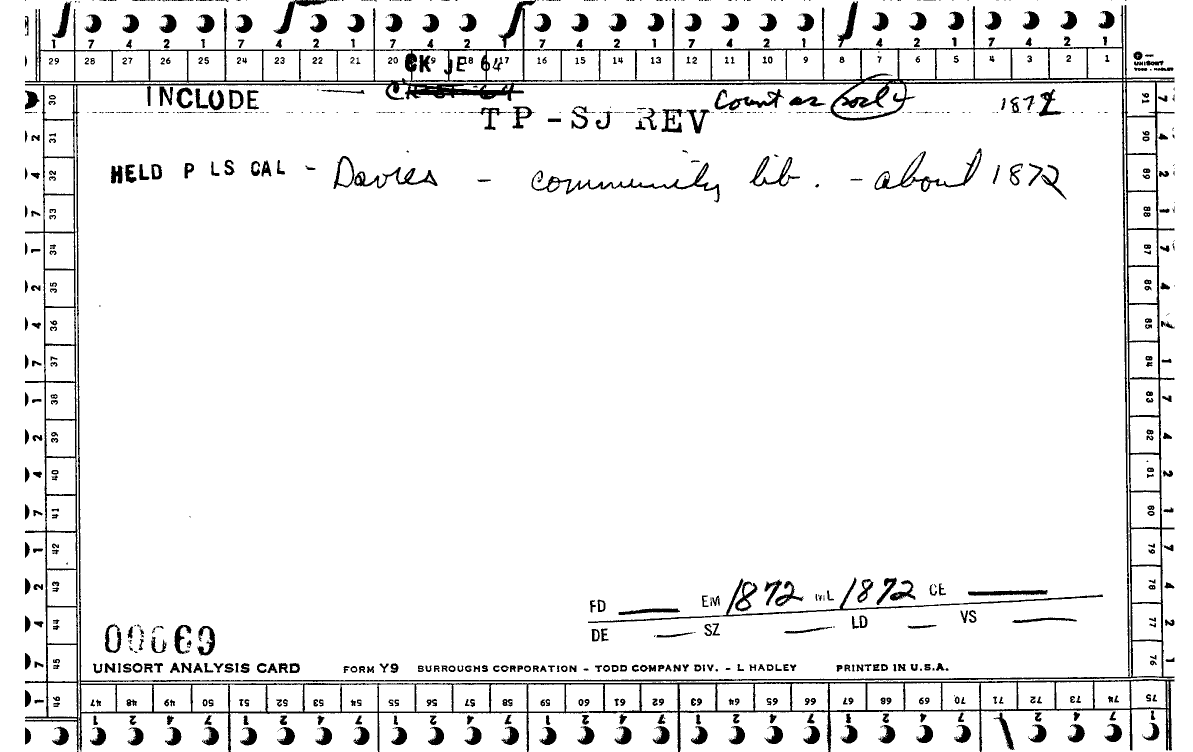 7 4 2 1 7 4 2 1 7 4 2 1 7 4 2 1 7 4 2 1 7 4 2 1 7 4 2 1
29 28 27 26 25 24 23 22 21 20 19 18 17 16 15 14 13 12 11 10 9 8 7 6 5 4 3 2 1
UNISORT
TODD - HADLEY
CK JE 64
INCLUDE
Count as
1872
TP-SJ REV
HELD P LS CAL - Davies - community lib. - about 1872
30 31 32 33 34 35 36 37 38 39 40 41 42 43 44 45 46
91 90 89 88 87 86 85 84 83 82 81 80 79 78 77 76 75
FD EM 1872 ML 1872 CE
DE SZ LD VS
00669
UNISORT ANALYSIS CARD FORM Y9 BURROUGHS CORPORATION - TODD COMPANY DIV. - L HADLEY PRINTED IN U.S.A.
47 48 49 50 51 52 53 54 55 56 57 58 59 60 61 62 63 64 65 66 67 68 69 70 71 72 73 74